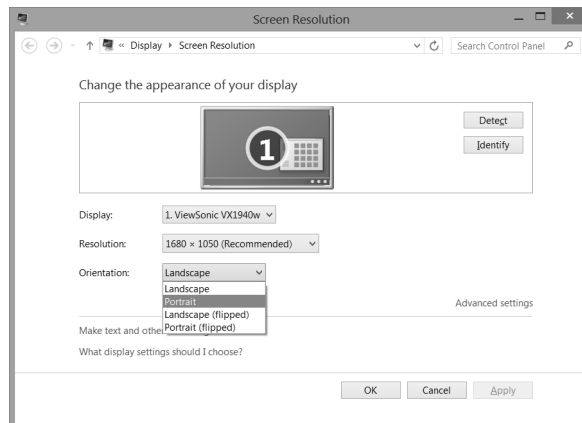 Screen Resolution
« Display ▸ Screen Resolution
Search Control Panel
Change the appearance of your display
1
Detect
Identify
Display: 1. ViewSonic VX1940w
Resolution: 1680 × 1050 (Recommended)
Orientation: Landscape
Landscape
Portrait
Landscape (flipped)
Portrait (flipped)
Advanced settings
Make text and othe
What display settings should I choose?
OK Cancel Apply